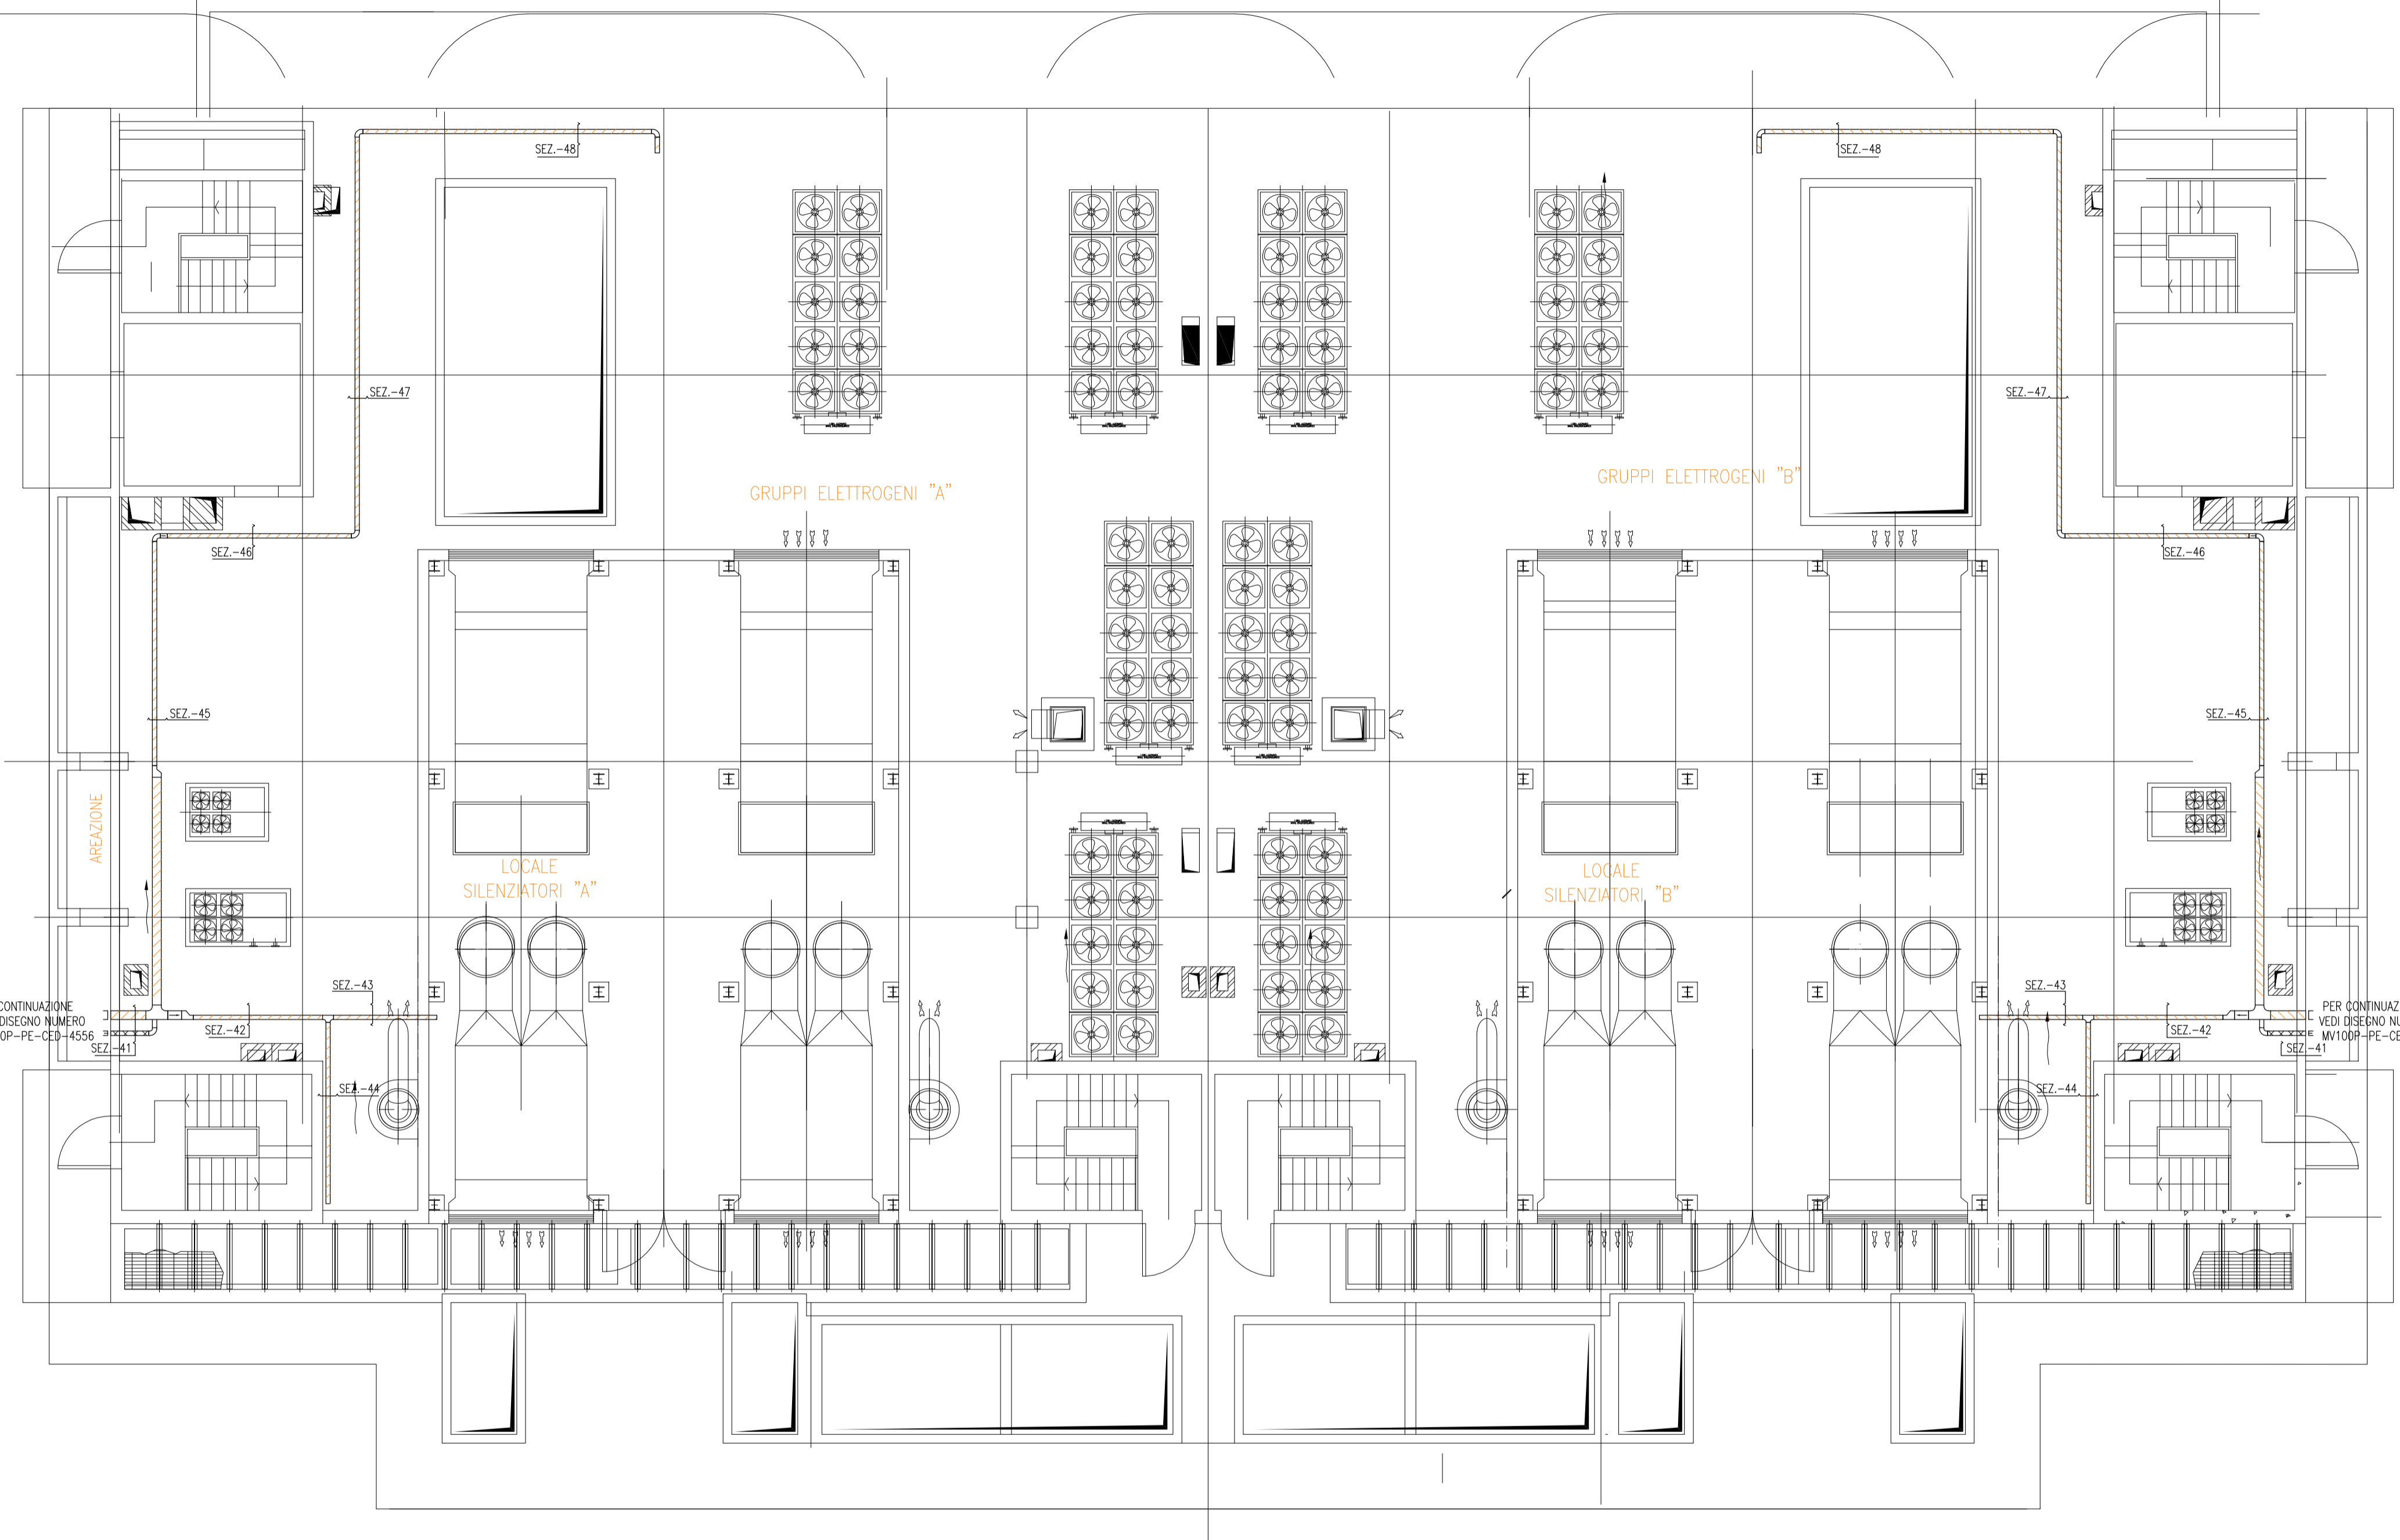 SEZ.-48
SEZ.-48
SEZ.-47
SEZ.-47
GRUPPI ELETTROGENI "A"
GRUPPI ELETTROGENI "B"
SEZ.-46
SEZ.-46
SEZ.-45
SEZ.-45
AREAZIONE
LOCALE
SILENZIATORI "A"
LOCALE
SILENZIATORI "B"
SEZ.-43
SEZ.-43
CONTINUAZIONE
DISEGNO NUMERO
0P-PE-CED-4556
SEZ.-42
SEZ.-41
PER CONTINUAZ
VEDI DISEGNO NU
MV100P-PE-CE
SEZ.-42
SEZ.-41
SEZ.-44
SEZ.-44